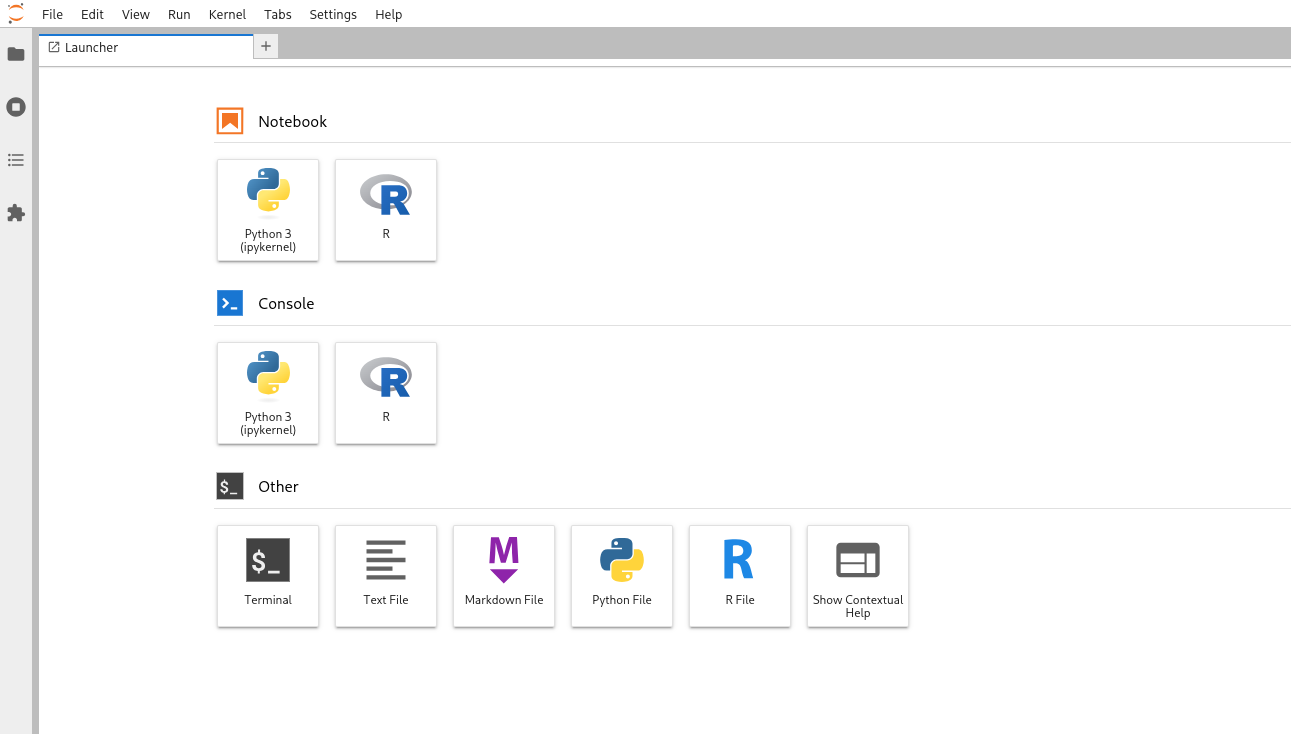 File Edit View Run Kernel Tabs Settings Help
Launcher
Notebook
Python 3
(ipykernel)
R
Console
Python 3
(ipykernel)
R
$_ Other
$_
Terminal
Text File
M
Markdown File
Python File
R
R File
Show Contextual
Help